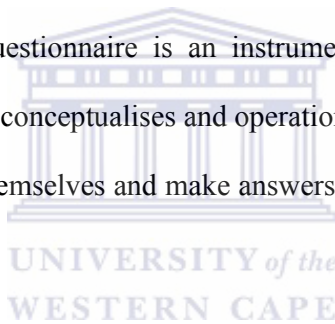 uestionnaire is an instrume
conceptualises and operation
emselves and make answers
UNIVERSITY of the
WESTERN CAPE